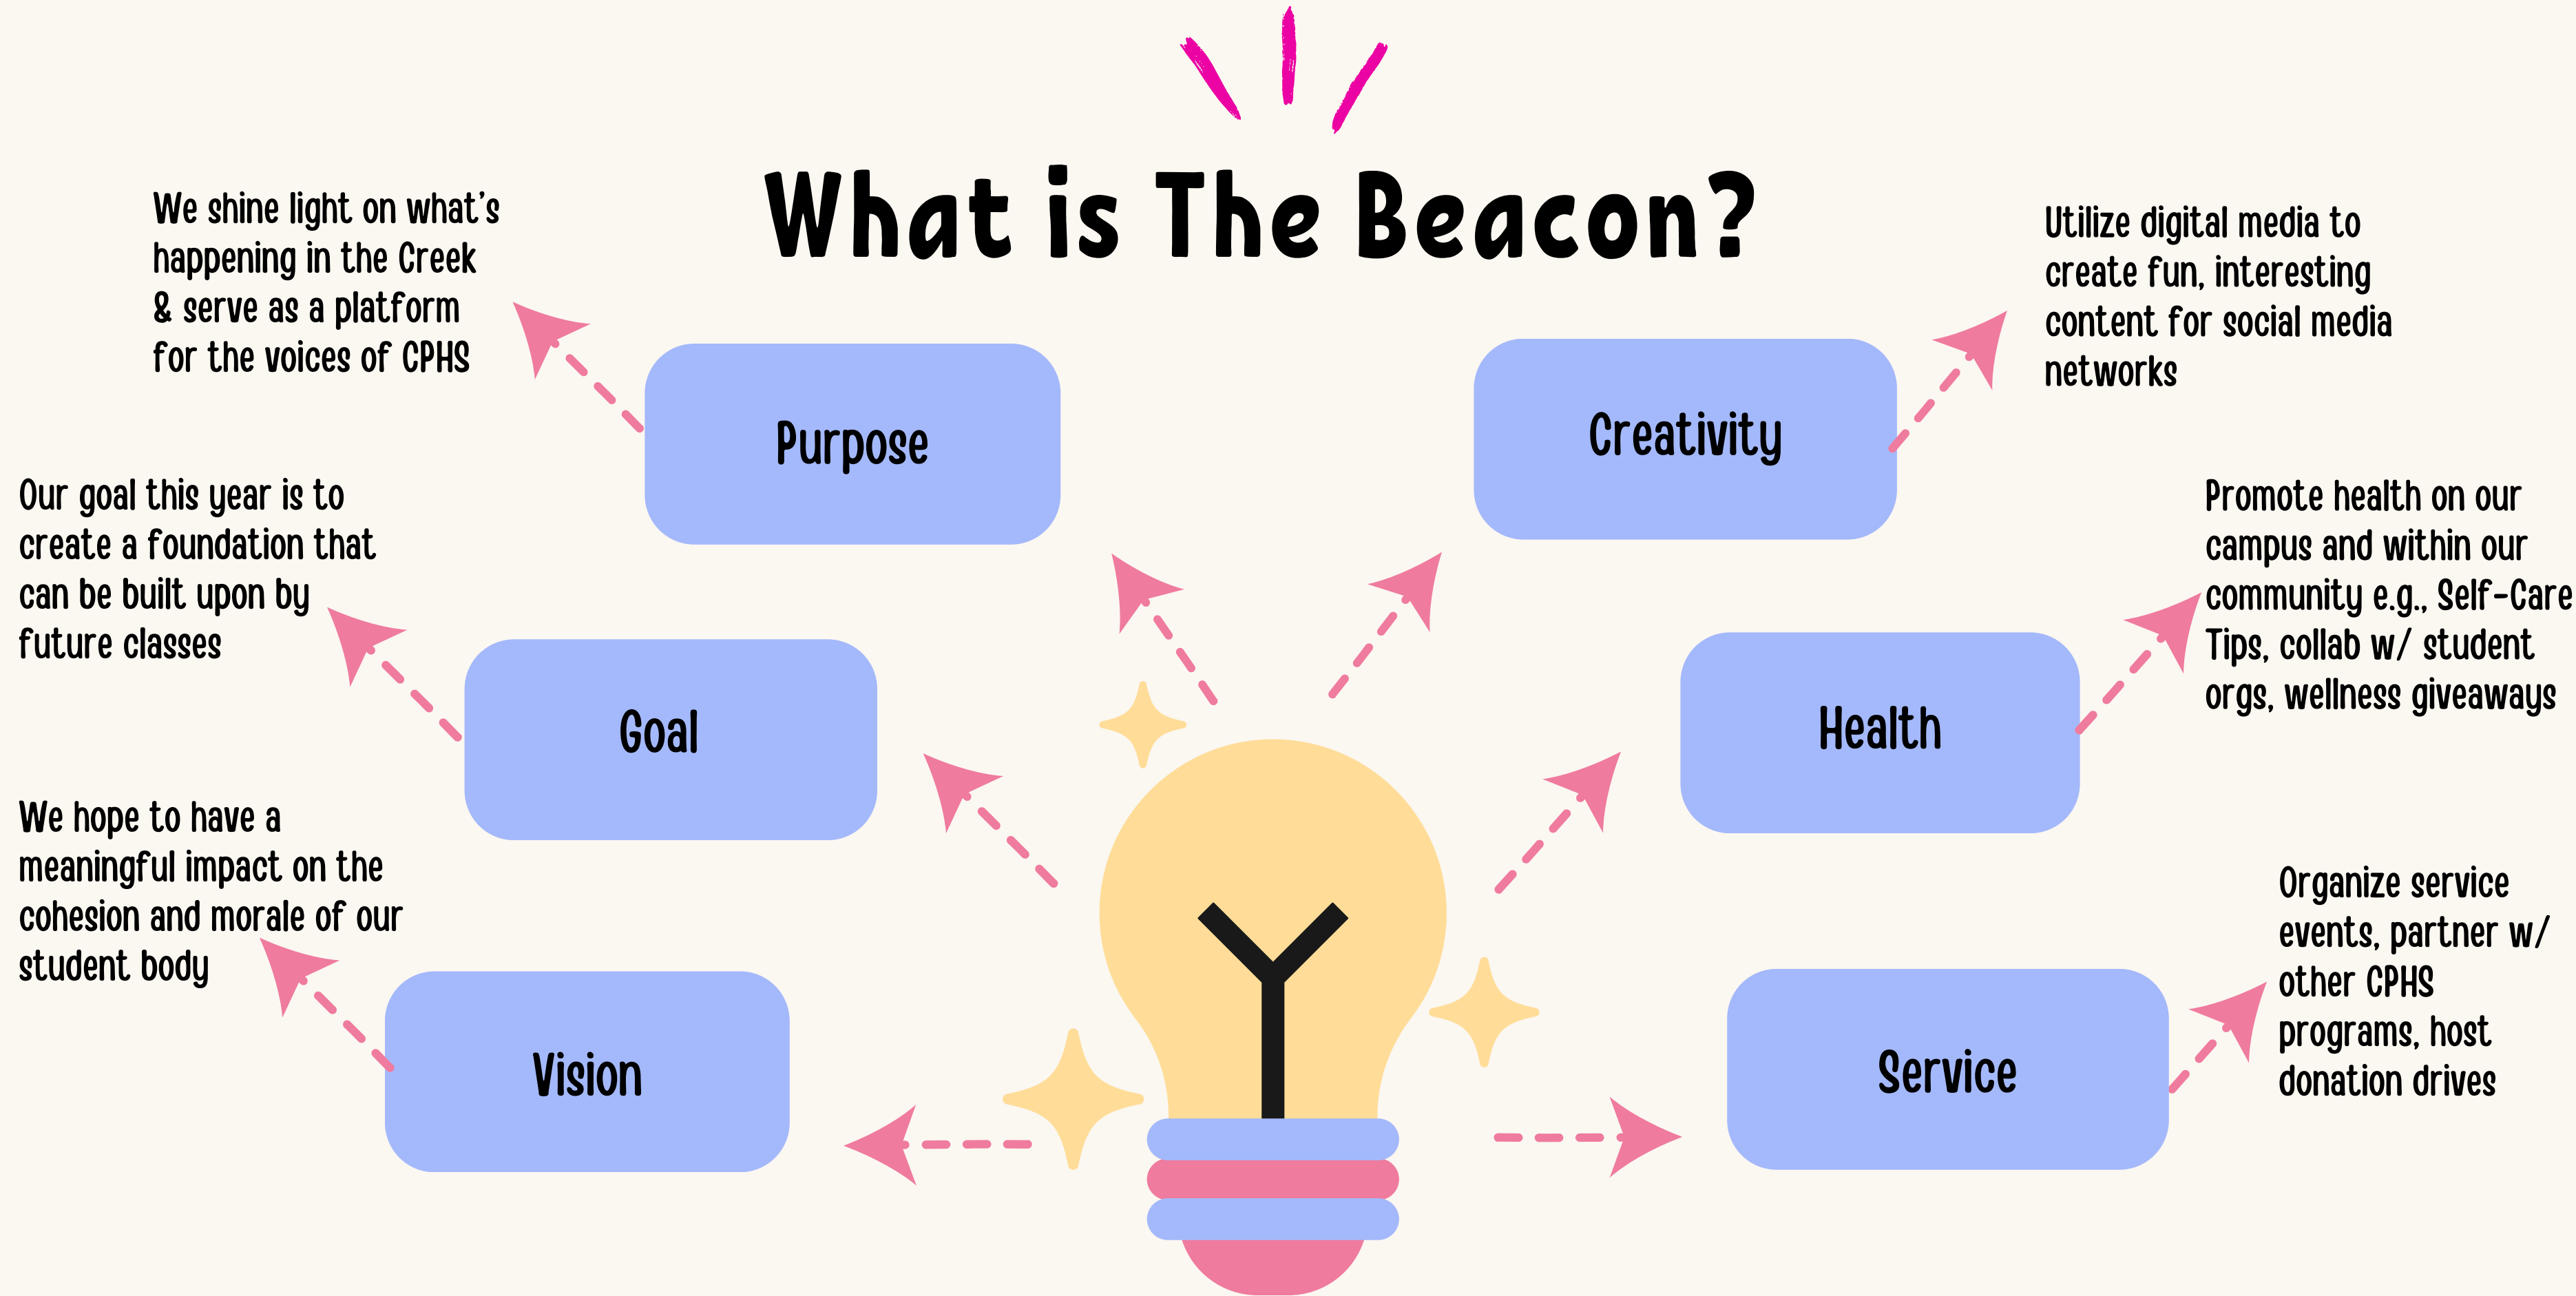 What is The Beacon?
We shine light on what's
happening in the Creek
& serve as a platform
for the voices of CPHS
Purpose
Our goal this year is to
create a foundation that
can be built upon by
future classes
Goal
We hope to have a
meaningful impact on the
cohesion and morale of our
student body
Vision
Creativity
Utilize digital media to
create fun, interesting
content for social media
networks
Health
Promote health on our
campus and within our
community e.g., Self-Care
Tips, collab w/ student
orgs, wellness giveaways
Service
Organize service
events, partner w/
other CPHS
programs, host
donation drives